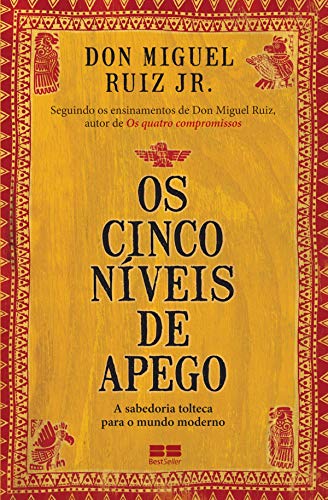 DON MIGUEL
RUIZ JR.
Seguindo os ensinamentos de Don Miguel Ruiz,
autor de Os quatro compromissos
OS
CINCO
NÍVEIS
DE
APEGO
A sabedoria tolteca
para o mundo moderno
BestSeller